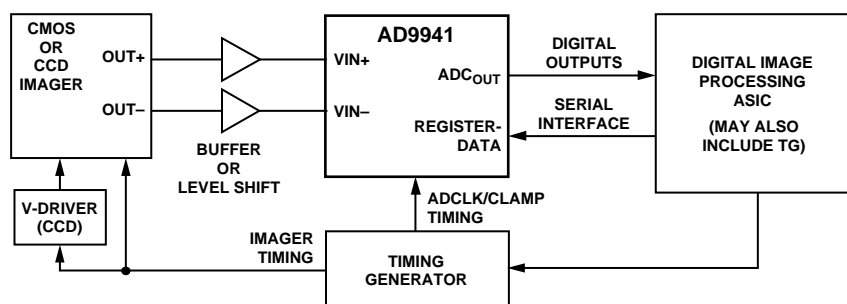 CMOS
OR
CCD
IMAGER
OUT+
OUT–
BUFFER
OR
LEVEL SHIFT
AD9941
VIN+
VIN–
ADCOUT
REGISTER-
DATA
DIGITAL
OUTPUTS
SERIAL
INTERFACE
DIGITAL IMAGE
PROCESSING
ASIC
(MAY ALSO
INCLUDE TG)
V-DRIVER
(CCD)
IMAGER
TIMING
ADCLK/CLAMP
TIMING
TIMING
GENERATOR